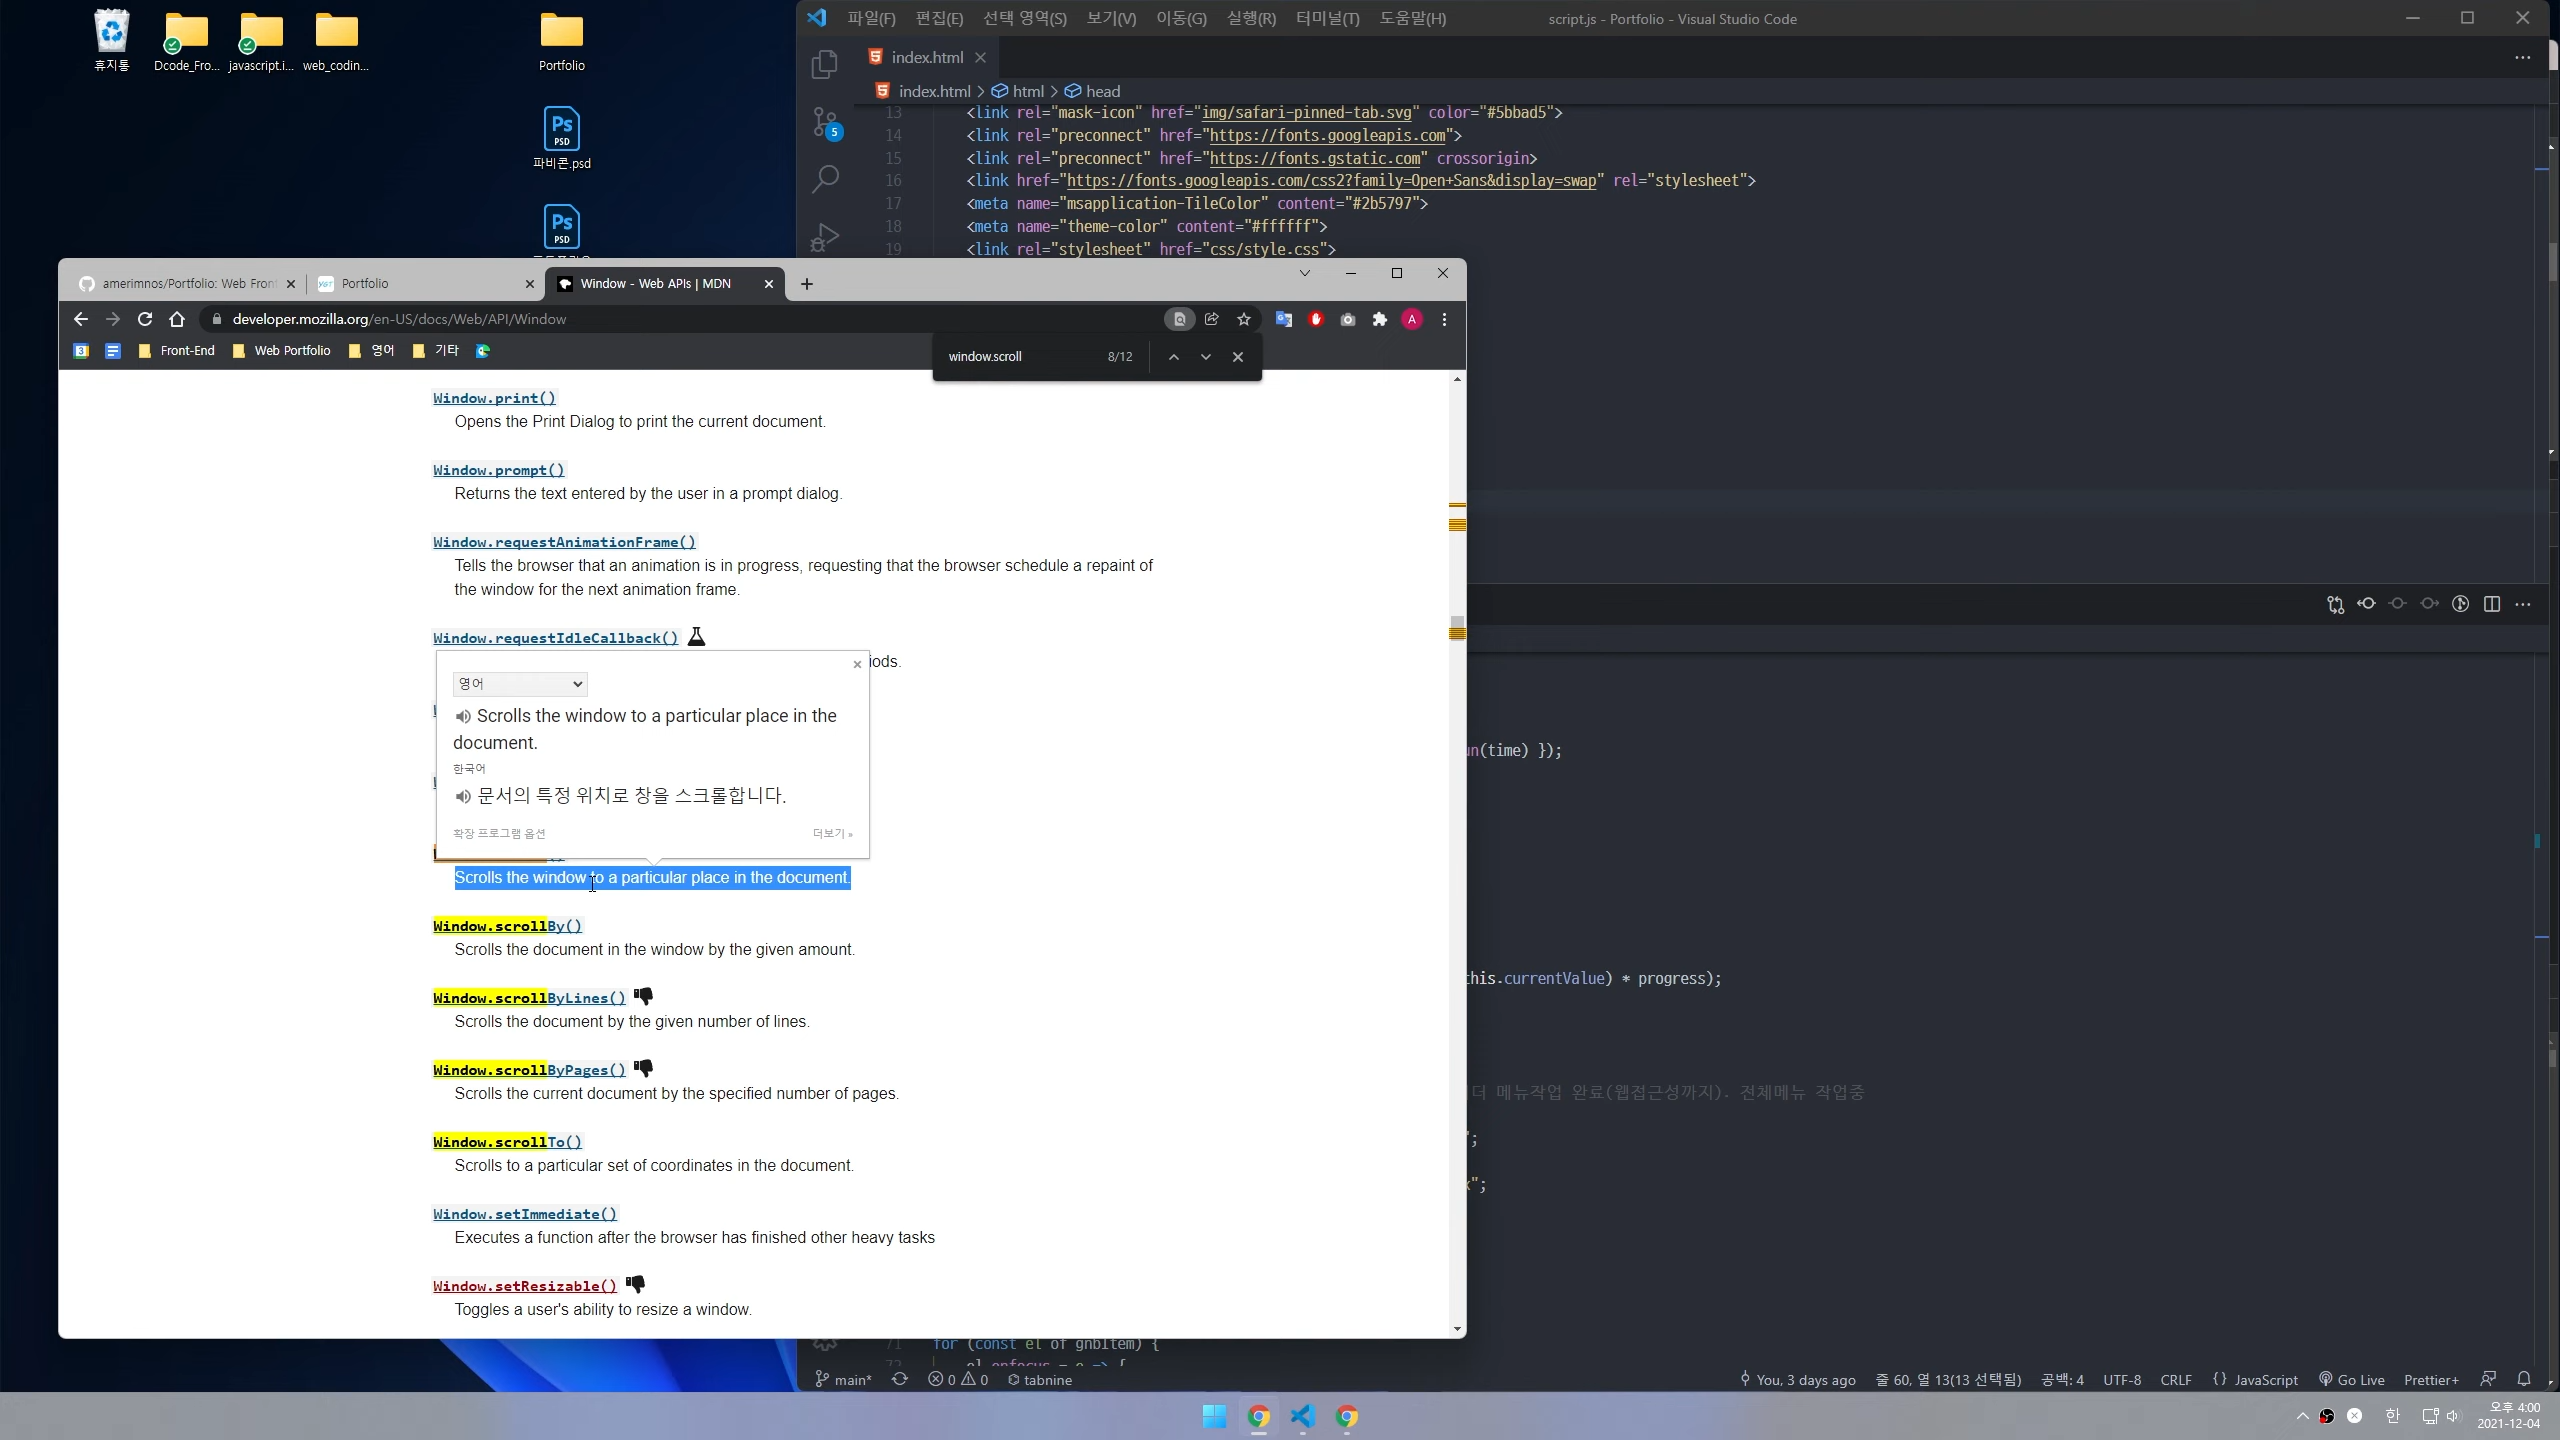 휴지통
Dcode_Fro...
javascript.i...
web_codin...
Portfolio
Ps
PSD
파비콘.psd
Ps
PSD
파일(F) 편집(E) 선택 영역(S) 보기(V) 이동(G) 실행(R) 터미널(T) 도움말(H)
script.js - Portfolio - Visual Studio Code
index.html
index.html > html > head
5
13 <link rel="mask-icon" href="img/safari-pinned-tab.svg" color="#5bbad5">
14 <link rel="preconnect" href="https://fonts.googleapis.com">
15 <link rel="preconnect" href="https://fonts.gstatic.com" crossorigin>
16 <link href="https://fonts.googleapis.com/css2?family=Open+Sans&display=swap" rel="stylesheet">
17 <meta name="msapplication-TileColor" content="#2b5797">
18 <meta name="theme-color" content="#ffffff">
19 <link rel="stylesheet" href="css/style.css">
amerimnos/Portfolio: Web Front
Portfolio
Window - Web APIs | MDN
developer.mozilla.org/en-US/docs/Web/API/Window
A
Front-End
Web Portfolio
영어
기타
window.scroll 8/12
Window.print()
Opens the Print Dialog to print the current document.
Window.prompt()
Returns the text entered by the user in a prompt dialog.
Window.requestAnimationFrame()
Tells the browser that an animation is in progress, requesting that the browser schedule a repaint of
the window for the next animation frame.
Window.requestIdleCallback()
iods.
영어
Scrolls the window to a particular place in the
document.
한국어
문서의 특정 위치로 창을 스크롤합니다.
확장 프로그램 옵션
더보기 »
Scrolls the window to a particular place in the document.
Window.scrollBy()
Scrolls the document in the window by the given amount.
Window.scrollByLines()
Scrolls the document by the given number of lines.
Window.scrollByPages()
Scrolls the current document by the specified number of pages.
Window.scrollTo()
Scrolls to a particular set of coordinates in the document.
Window.setImmediate()
Executes a function after the browser has finished other heavy tasks
Window.setResizable()
Toggles a user's ability to resize a window.
(time) });
.currentValue) * progress);
더 메뉴작업 완료(웹접근성까지). 전체메뉴 작업중
";
";
71 for (const el of gnbItem) {
72 el.onfocus = e => {
main* 0 0 tabnine
You, 3 days ago 줄 60, 열 13(13 선택됨) 공백: 4 UTF-8 CRLF {} JavaScript Go Live Prettier+
한
오후 4:00
2021-12-04